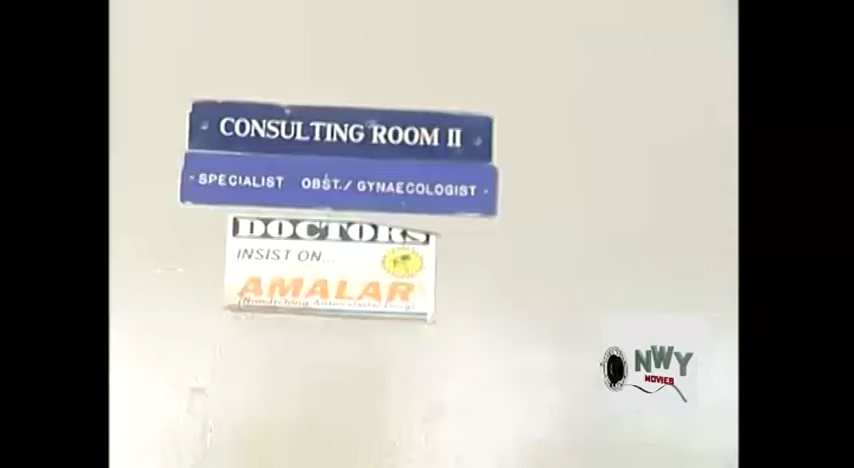 CONSULTING ROOM II
• SPECIALIST OBST./ GYNAECOLOGIST •
DOCTORS
INSIST ON...
AMALAR
NWY
MOVIES